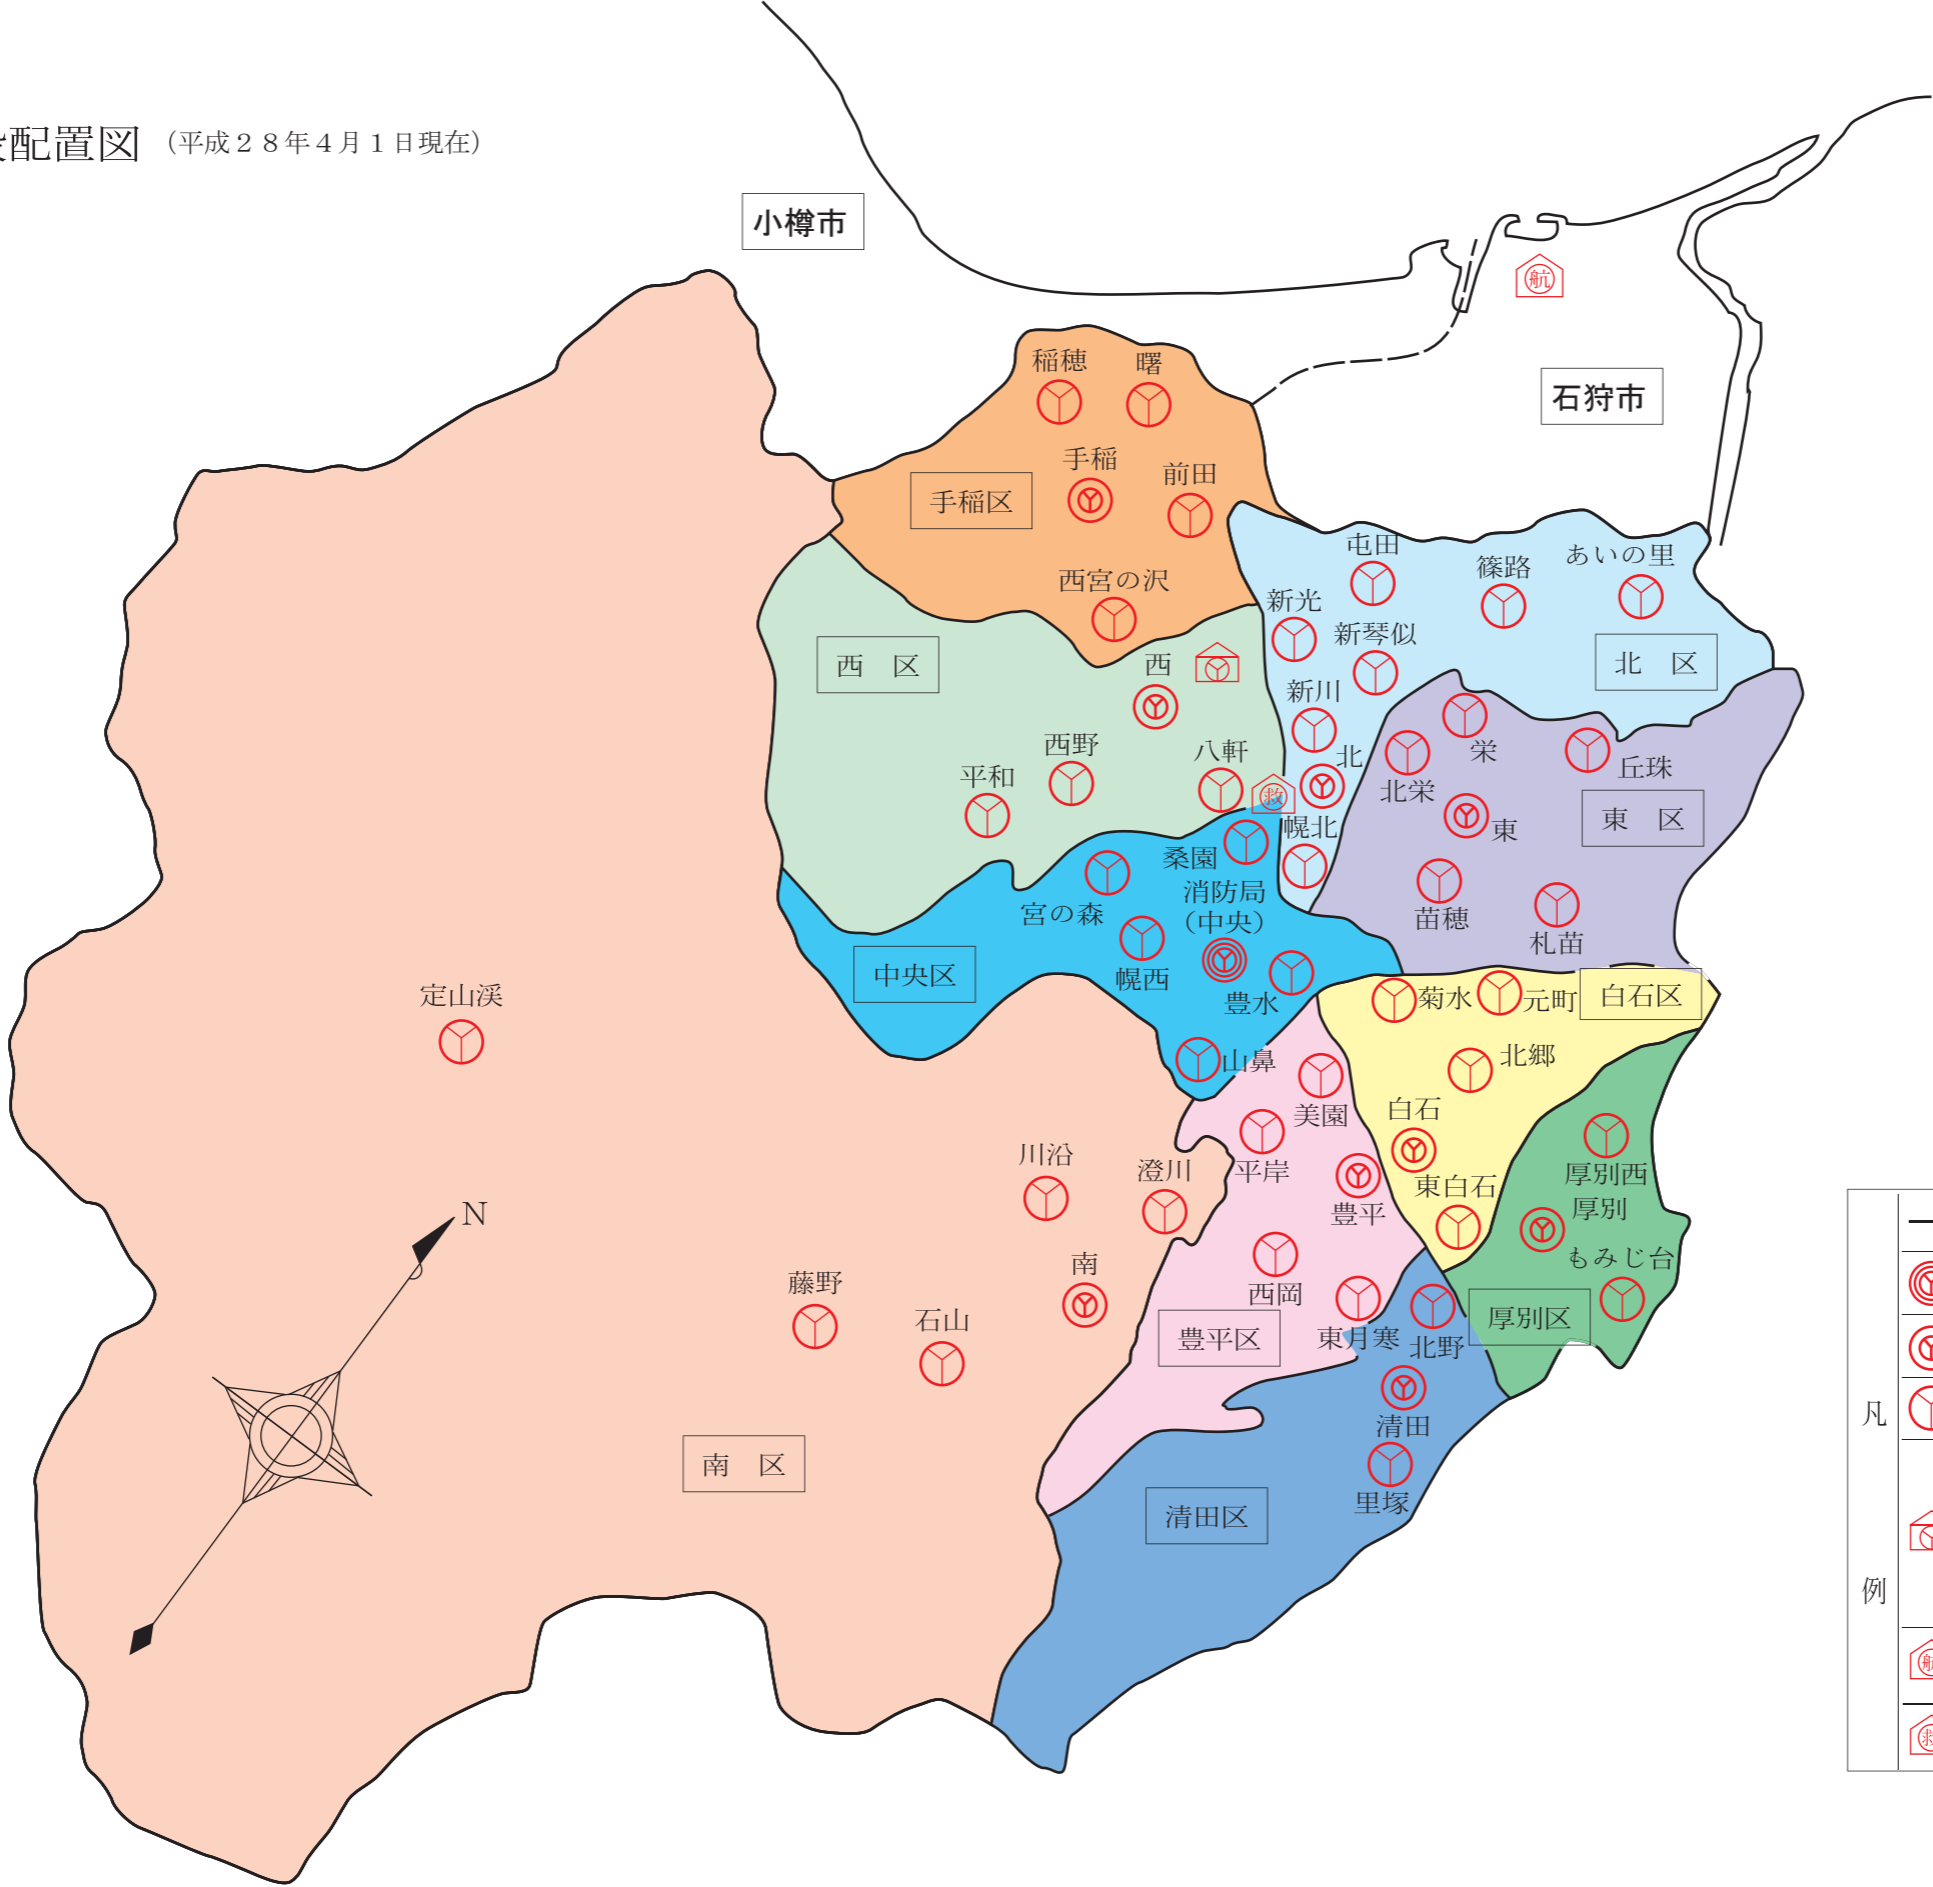 配置図 （平成２８年４月１日現在）
小樽市
航
石狩市
稲穂
曙
手稲
前田
手稲区
西宮の沢
屯田
篠路
あいの里
新光
新琴似
北　区
西　区
西
新川
北
栄
丘珠
北栄
東
東　区
西野
八軒
平和
救
幌北
桑園
宮の森
消防局
（中央）
苗穂
札苗
中央区
幌西
豊水
菊水
元町
白石区
定山渓
山鼻
北郷
美園
白石
川沿
澄川
平岸
豊平
東白石
厚別西
厚別
もみじ台
N
南
西岡
藤野
石山
東月寒
北野
厚別区
豊平区
清田
南　区
里塚
清田区
凡
例
航
救